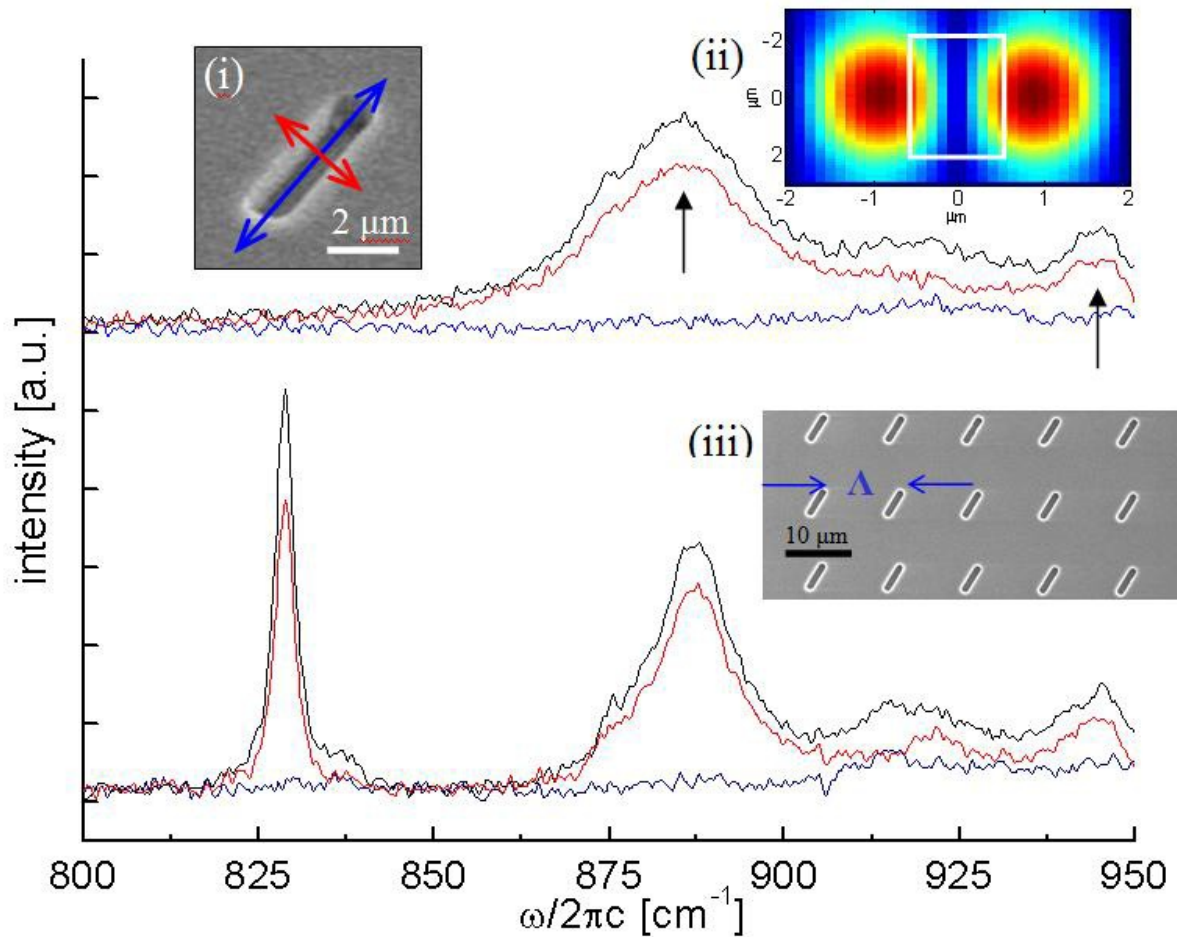 (i)
2 μm
(ii)
-2
0
2
μm
-2 -1 0 1 2
μm
(iii)
Λ
10 μm
intensity [a.u.]
800 825 850 875 900 925 950
ω/2πc [cm⁻¹]